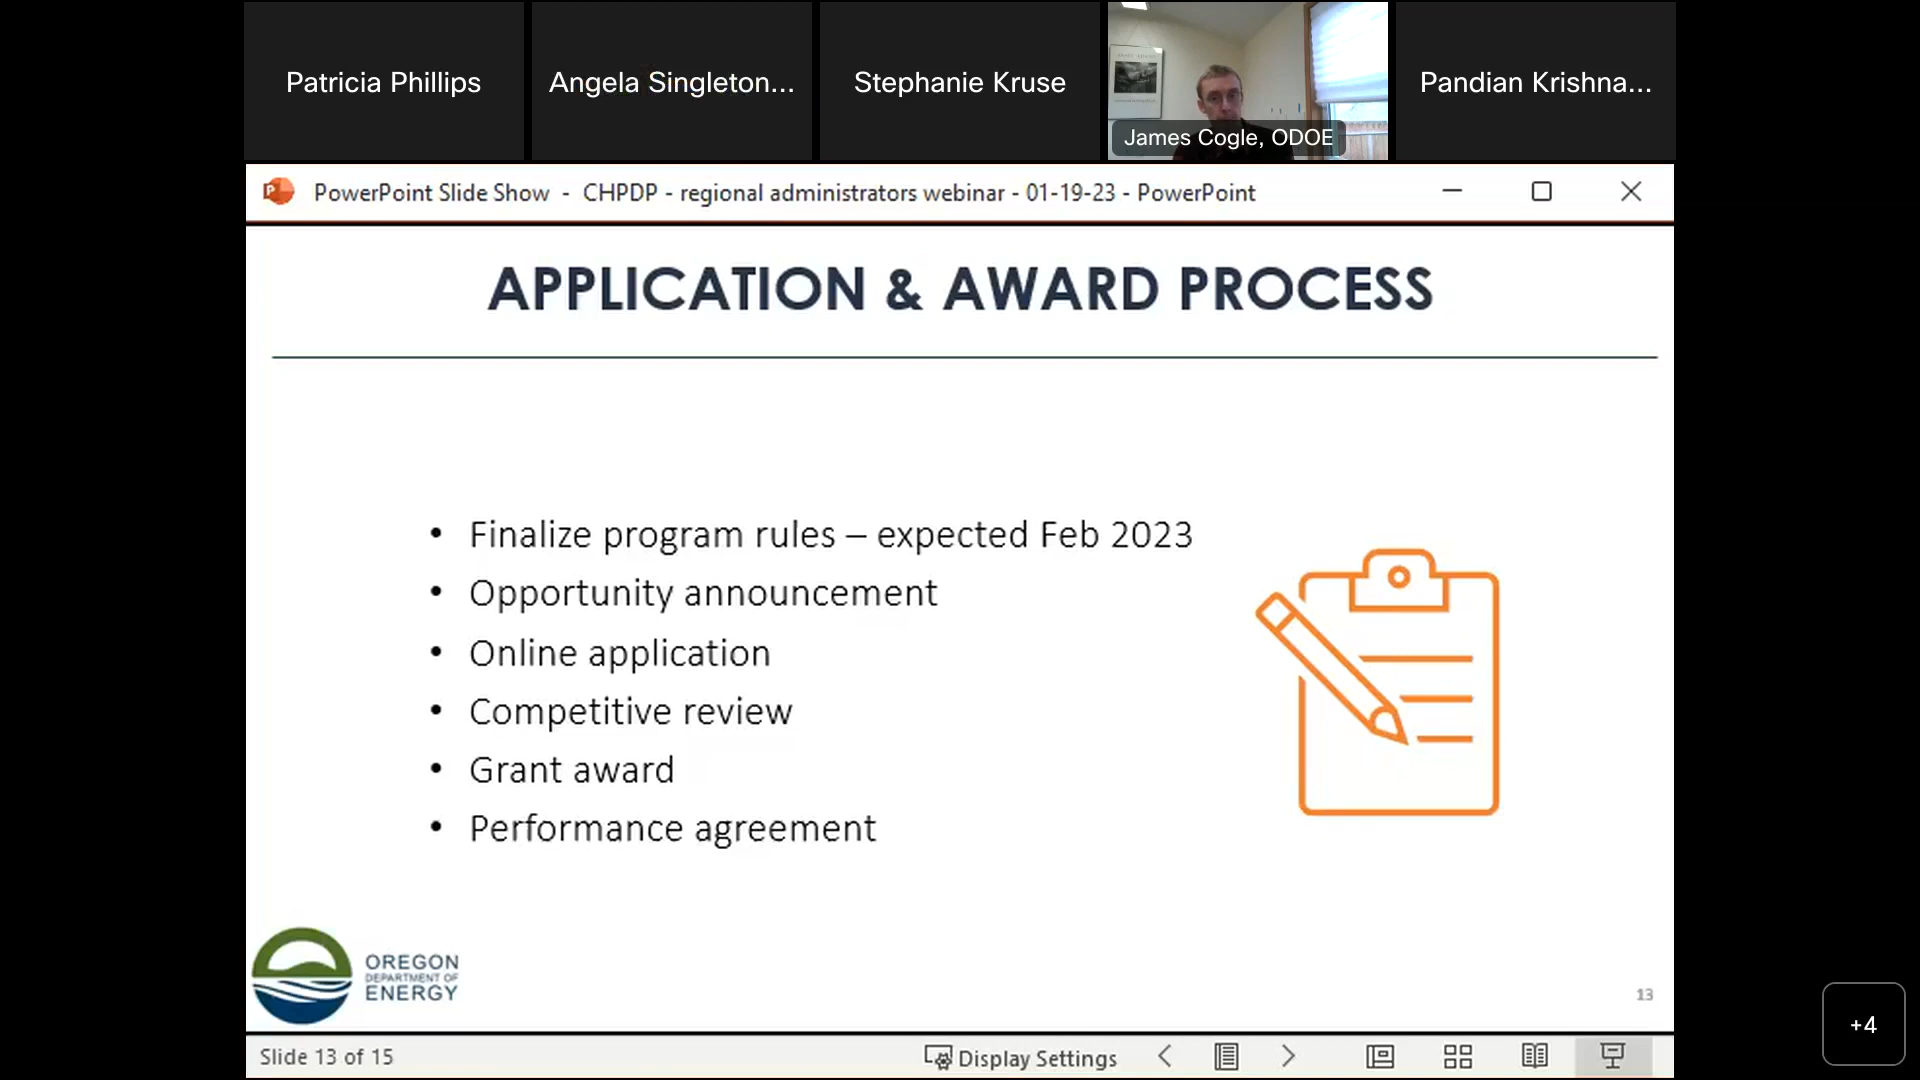 Patricia Phillips
Angela Singleton...
Stephanie Kruse
James Cogle, ODOE
Pandian Krishna...
PowerPoint Slide Show - CHPDP - regional administrators webinar - 01-19-23 - PowerPoint
APPLICATION & AWARD PROCESS
• Finalize program rules – expected Feb 2023
• Opportunity announcement
• Online application
• Competitive review
• Grant award
• Performance agreement
OREGON
DEPARTMENT OF
ENERGY
13
+4
Slide 13 of 15
Display Settings